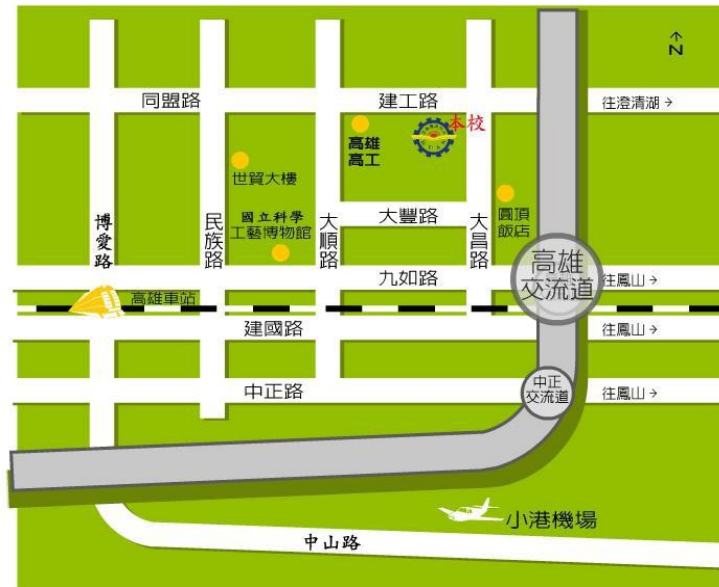 N
同盟路
建工路
往澄清湖
本校
高雄
高工
世貿大樓
國立科學
工藝博物館
博愛路
民族路
大順路
大豐路
大昌路
圓頂
飯店
九如路
高雄
交流道
往鳳山
高雄車站
建國路
往鳳山
中正路
中正
交流道
往鳳山
小港機場
中山路